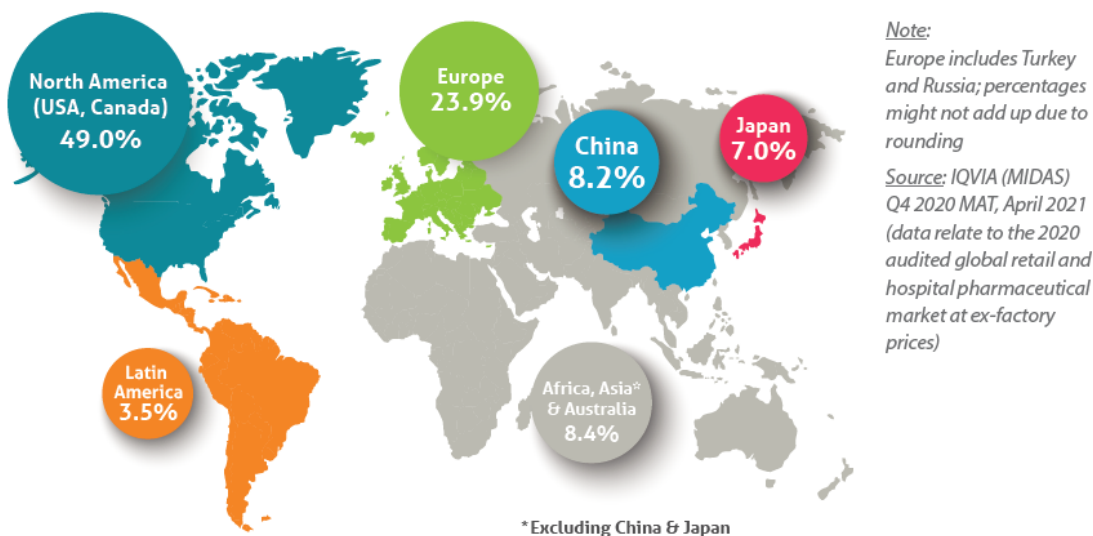 North America
(USA, Canada)
49.0%
Europe
23.9%
China
8.2%
Japan
7.0%
Latin
America
3.5%
Africa, Asia*
& Australia
8.4%
*Excluding China & Japan
Note:
Europe includes Turkey
and Russia; percentages
might not add up due to
rounding
Source: IQVIA (MIDAS)
Q4 2020 MAT, April 2021
(data relate to the 2020
audited global retail and
hospital pharmaceutical
market at ex-factory
prices)